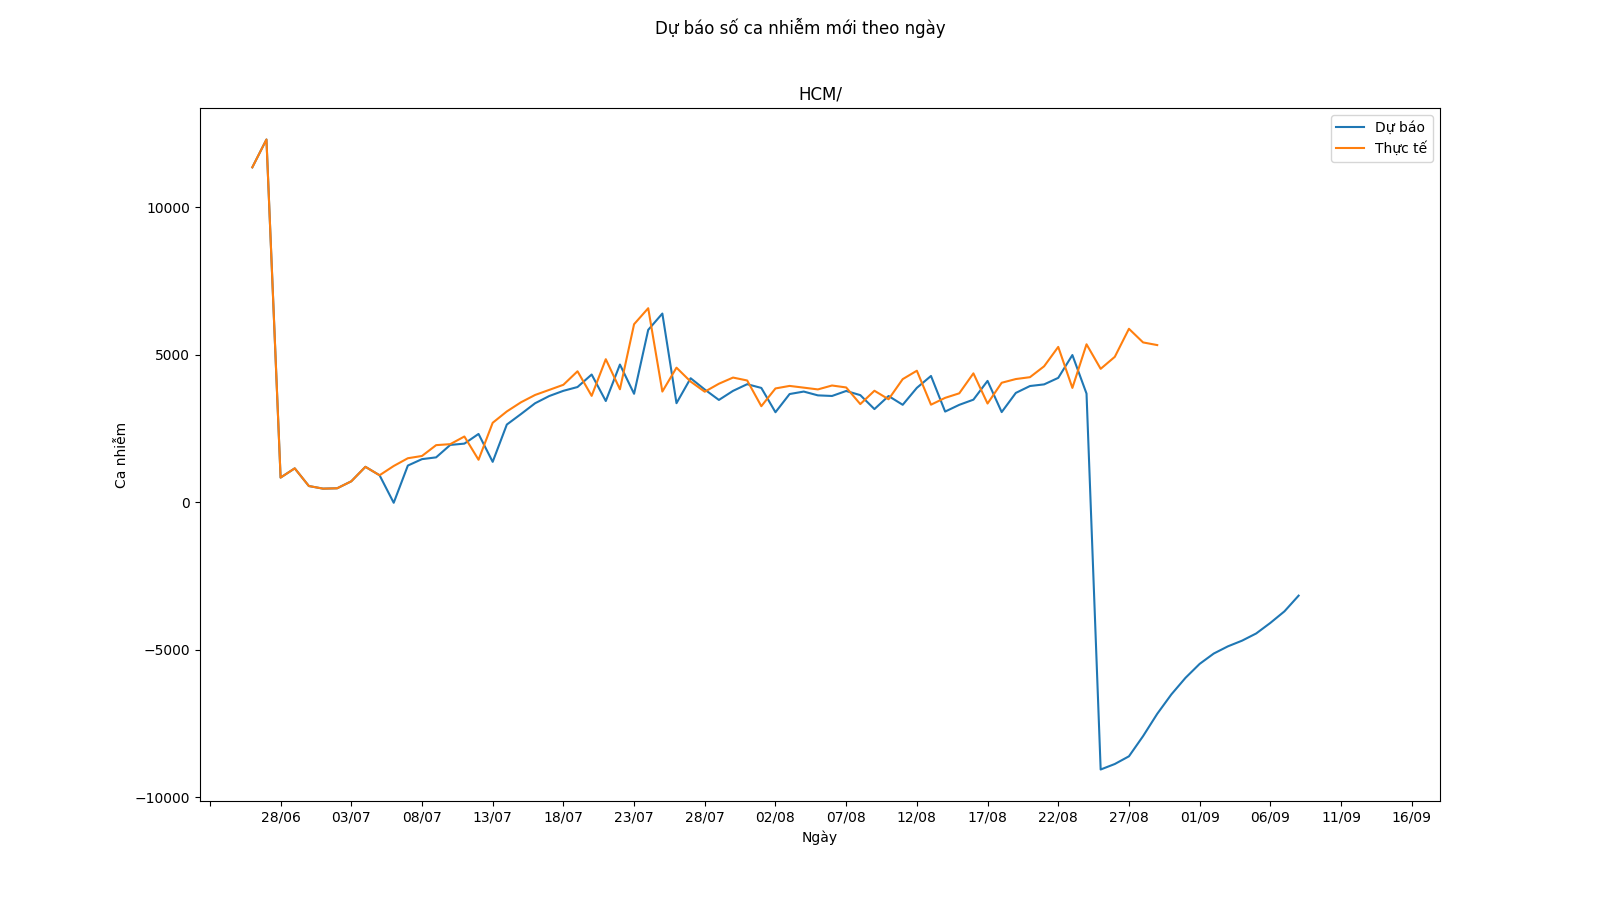 Dự báo số ca nhiễm mới theo ngày
HCM/
Dự báo
Thực tế
10000
5000
0
−5000
−10000
Ca nhiễm
28/06 03/07 08/07 13/07 18/07 23/07 28/07 02/08 07/08 12/08 17/08 22/08 27/08 01/09 06/09 11/09 16/09
Ngày